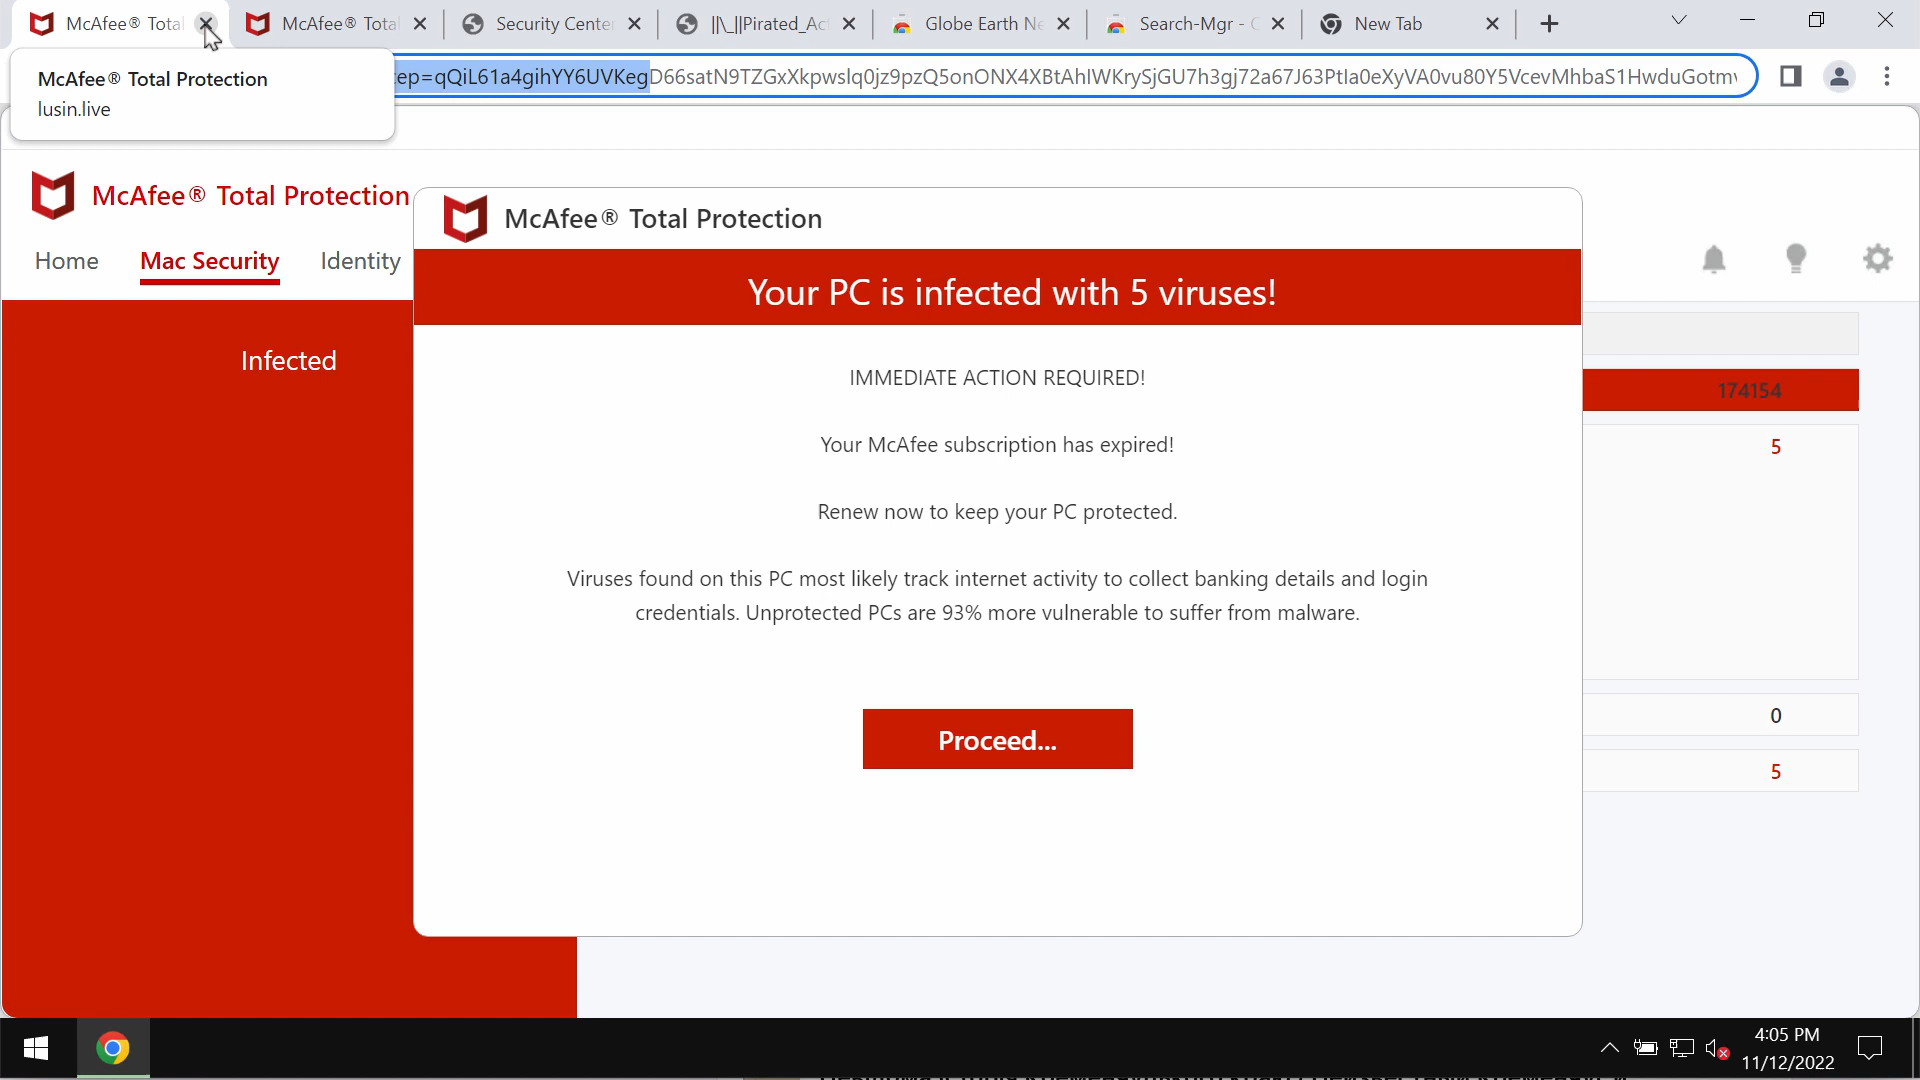 McAfee® Total
McAfee® Total
Security Cente
||\_||Pirated_Ac
Globe Earth Ne
Search-Mgr - C
New Tab
McAfee® Total Protection
lusin.live
ep=qQiL61a4gihYY6UVKegD66satN9TZGxXkpwslq0jz9pzQ5onONX4XBtAhIWKrySjGU7h3gj72a67J63PtIa0eXyVA0vu80Y5VcevMhbaS1HwduGotm
McAfee® Total Protection
Home Mac Security Identity
McAfee® Total Protection
Your PC is infected with 5 viruses!
Infected
IMMEDIATE ACTION REQUIRED!
174154
Your McAfee subscription has expired!
5
Renew now to keep your PC protected.
Viruses found on this PC most likely track internet activity to collect banking details and login
credentials. Unprotected PCs are 93% more vulnerable to suffer from malware.
0
Proceed...
5
4:05 PM
11/12/2022